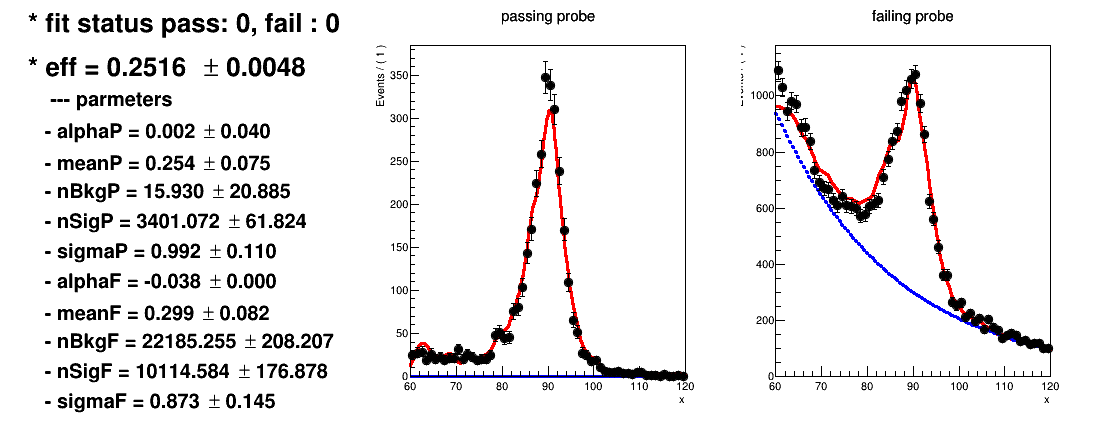 * fit status pass: 0, fail : 0
* eff = 0.2516 ± 0.0048
--- parmeters
- alphaP = 0.002 ± 0.040
- meanP = 0.254 ± 0.075
- nBkgP = 15.930 ± 20.885
- nSigP = 3401.072 ± 61.824
- sigmaP = 0.992 ± 0.110
- alphaF = -0.038 ± 0.000
- meanF = 0.299 ± 0.082
- nBkgF = 22185.255 ± 208.207
- nSigF = 10114.584 ± 176.878
- sigmaF = 0.873 ± 0.145
passing probe
Events / ( 1 )
350
300
250
200
150
100
50
0
60 70 80 90 100 110 120
x
failing probe
Events / ( 1 )
1000
800
600
400
200
0
60 70 80 90 100 110 120
x